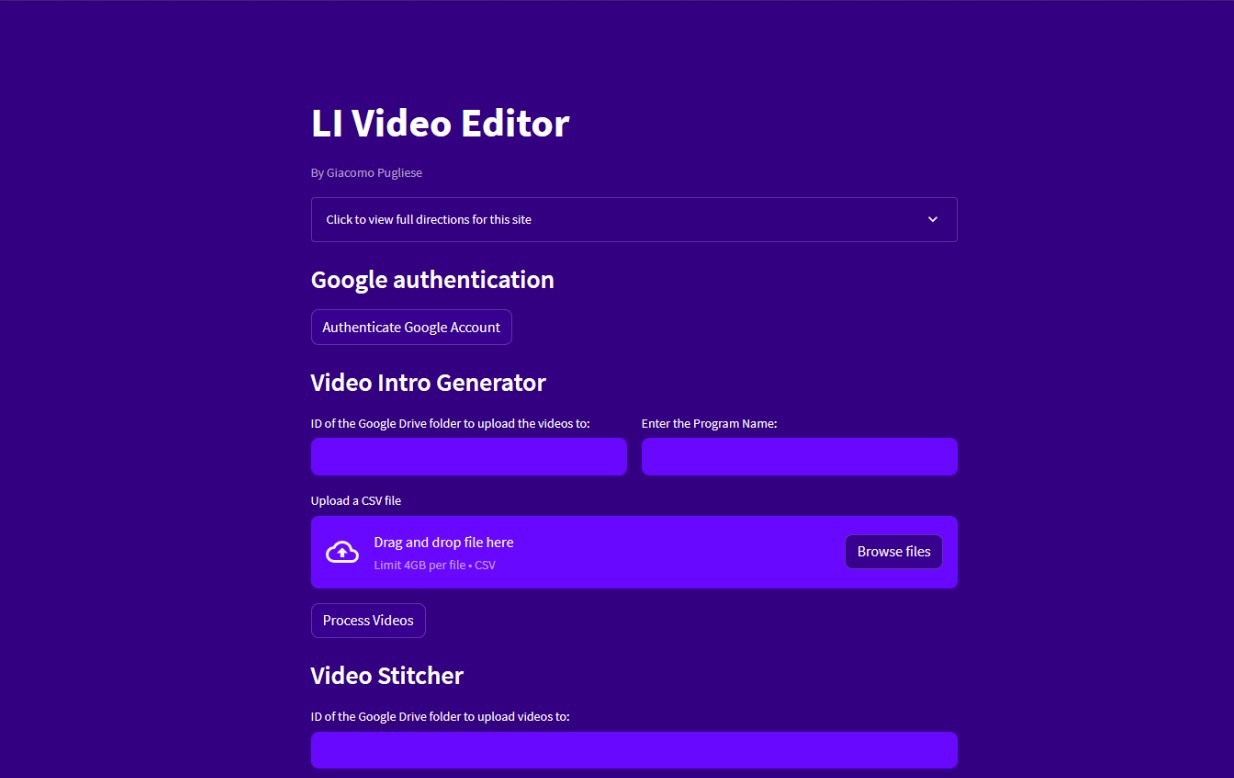 LI Video Editor
By Giacomo Pugliese
Click to view full directions for this site
Google authentication
Authenticate Google Account
Video Intro Generator
ID of the Google Drive folder to upload the videos to:
Enter the Program Name:
Upload a CSV file
Drag and drop file here
Limit 4GB per file • CSV
Browse files
Process Videos
Video Stitcher
ID of the Google Drive folder to upload videos to: